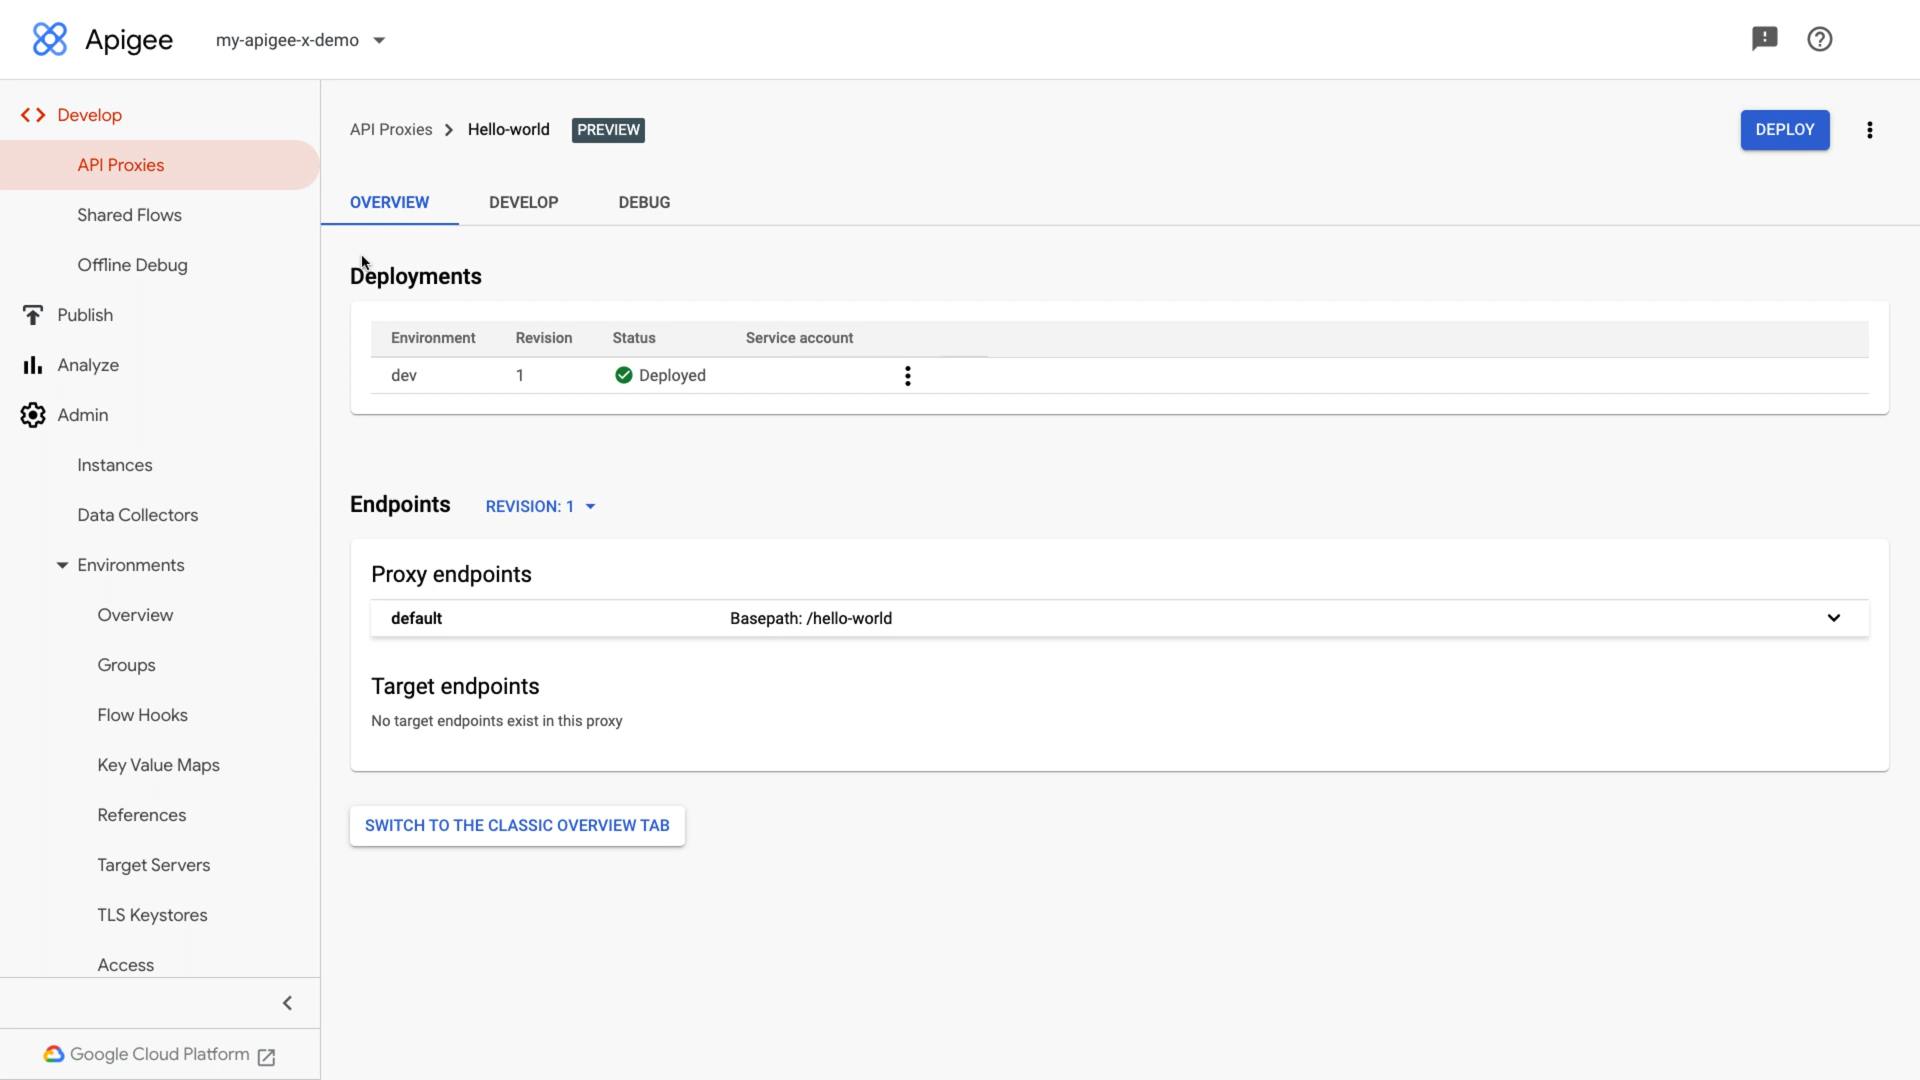 Apigee my-apigee-x-demo
Develop
API Proxies
Shared Flows
Offline Debug
Publish
Analyze
Admin
Instances
Data Collectors
Environments
Overview
Groups
Flow Hooks
Key Value Maps
References
Target Servers
TLS Keystores
Access
Google Cloud Platform
API Proxies Hello-world PREVIEW
DEPLOY
OVERVIEW DEVELOP DEBUG
Deployments
Environment Revision Status Service account
dev 1 Deployed
Endpoints REVISION: 1
Proxy endpoints
default Basepath: /hello-world
Target endpoints
No target endpoints exist in this proxy
SWITCH TO THE CLASSIC OVERVIEW TAB